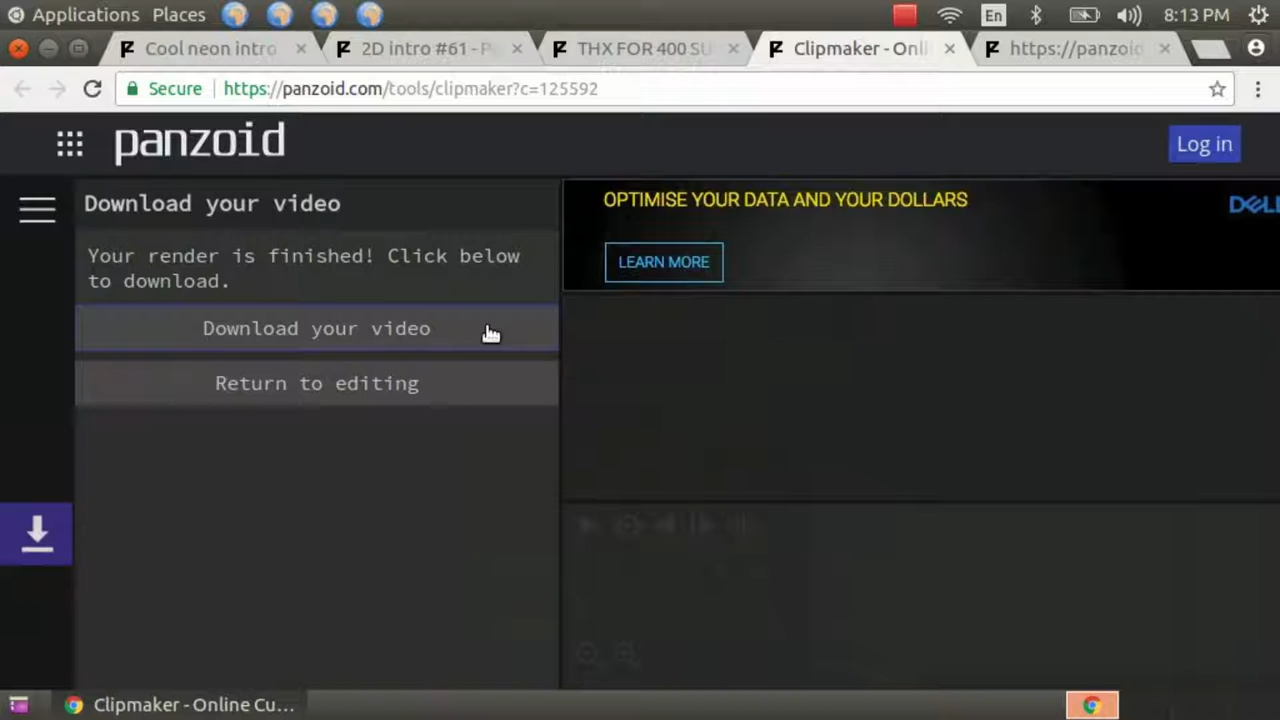 Applications Places En 8:13 PM
Cool neon intro 2D intro #61 - P THX FOR 400 SU Clipmaker - Onli https://panzoid
Secure https://panzoid.com/tools/clipmaker?c=125592
panzoid Log in
Download your video
OPTIMISE YOUR DATA AND YOUR DOLLARS
DELL
Your render is finished! Click below
to download.
LEARN MORE
Download your video
Return to editing
Clipmaker - Online Cu...